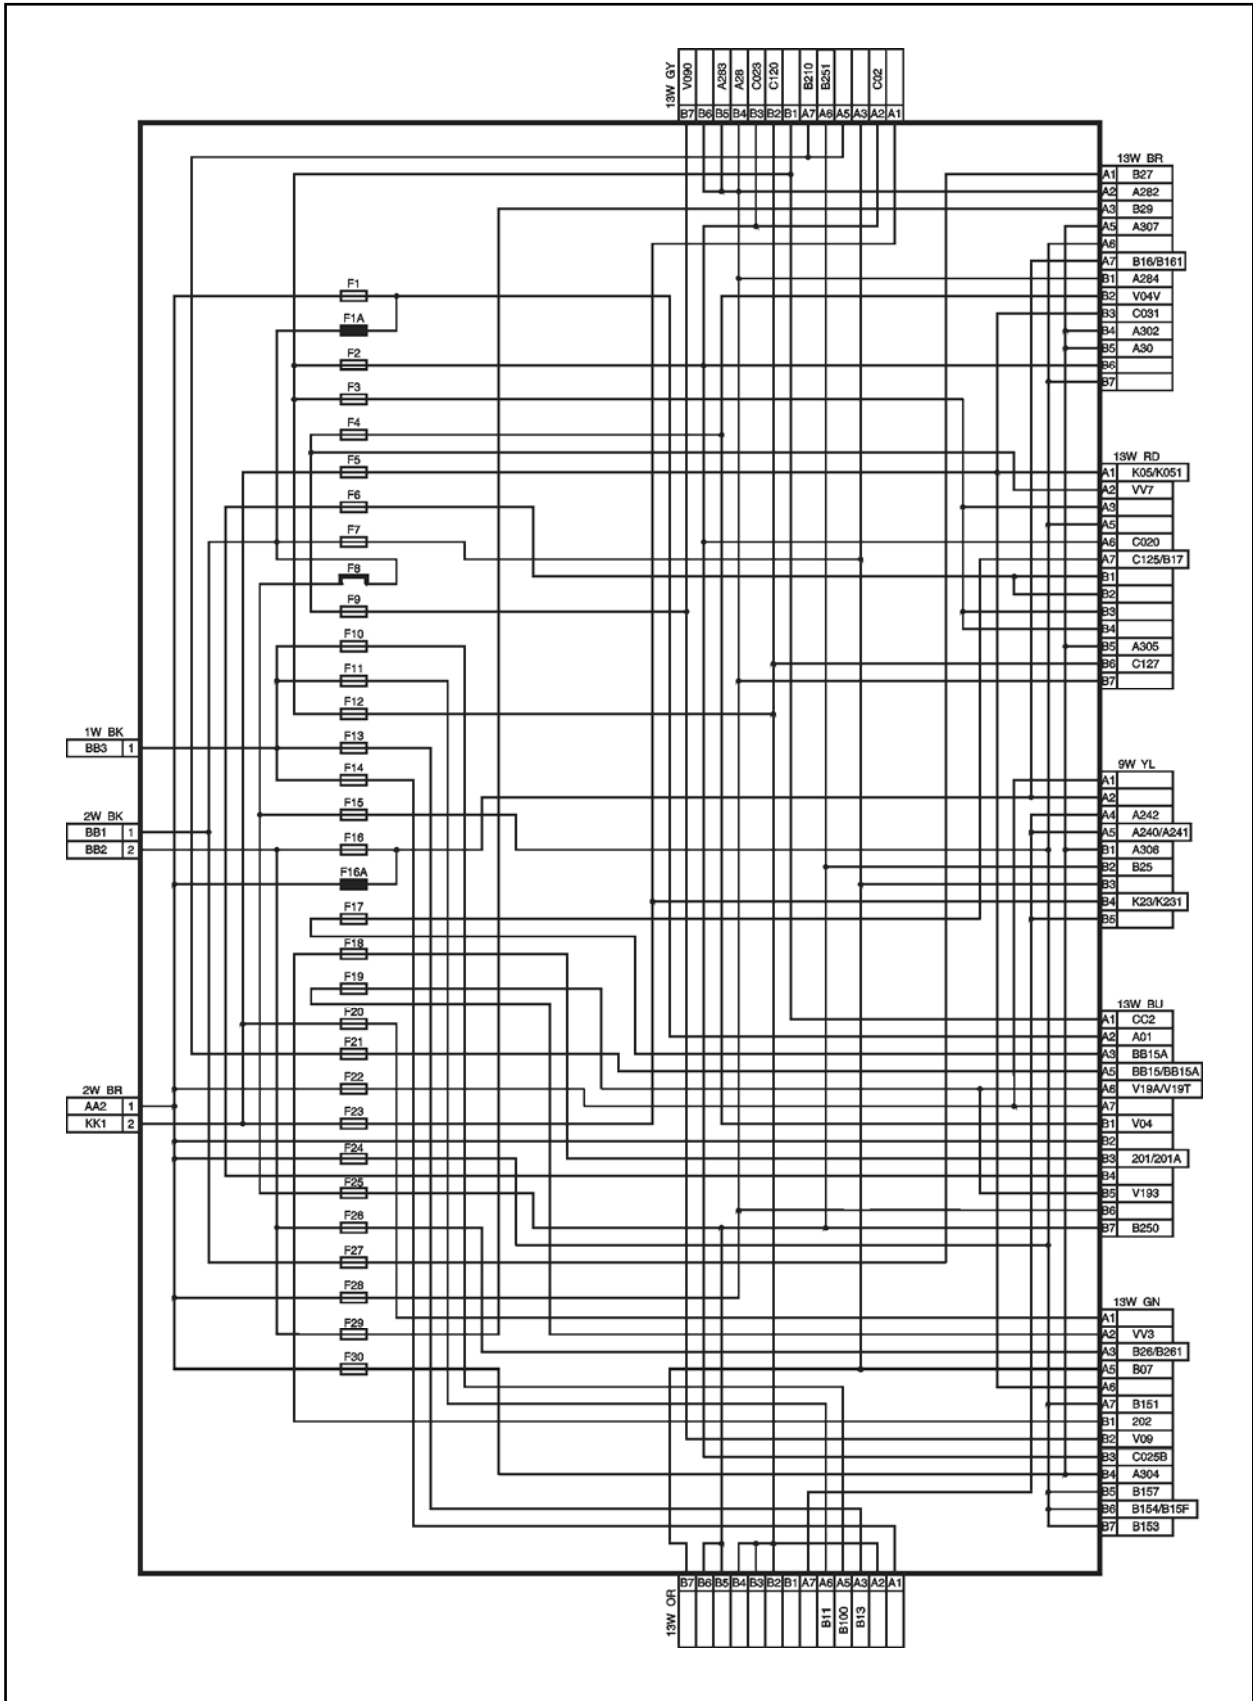 13W GY
V090
A283
A28
C023
C120
B210
B251
C02
B7 B6 B5 B4 B3 B2 B1 A7 A6 A5 A3 A2 A1
13W BR
A1 B27
A2 A282
A3 B29
A5 A307
A6
A7 B16/B161
B1 A284
B2 V04V
B3 C031
B4 A302
B5 A30
B6
B7
13W RD
A1 K05/K051
A2 VV7
A3
A5
A6 C020
A7 C125/B17
B1
B2
B3
B4
B5 A305
B6 C127
B7
9W YL
A1
A2
A4 A242
A5 A240/A241
B1 A306
B2 B25
B3
B4 K23/K231
B5
13W BU
A1 CC2
A2 A01
A3 BB15A
A5 BB15/BB15A
A6 V19A/V19T
A7
B1 V04
B2
B3 201/201A
B4
B5 V193
B6
B7 B250
13W GN
A1
A2 VV3
A3 B26/B261
A5 B07
A6
A7 B151
B1 202
B2 V09
B3 C025B
B4 A304
B5 B157
B6 B154/B15F
B7 B153
F1
F1A
F2
F3
F4
F5
F6
F7
F8
F9
F10
F11
F12
F13
F14
F15
F16
F16A
F17
F18
F19
F20
F21
F22
F23
F24
F25
F26
F27
F28
F29
F30
1W BK
BB3 1
2W BK
BB1 1
BB2 2
2W BR
AA2 1
KK1 2
B7 B6 B5 B4 B3 B2 B1 A7 A6 A5 A3 A2 A1
13W OR
B11
B100
B13